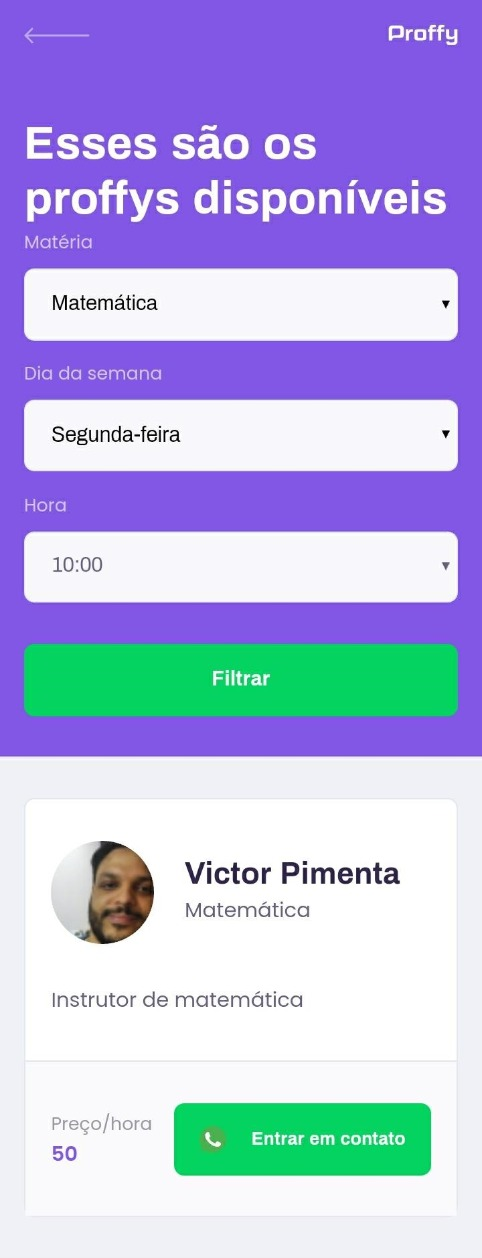 Proffy
Esses são os
proffys disponíveis
Matéria
Matemática
Dia da semana
Segunda-feira
Hora
10:00
Filtrar
Victor Pimenta
Matemática
Instrutor de matemática
Preço/hora
50
Entrar em contato